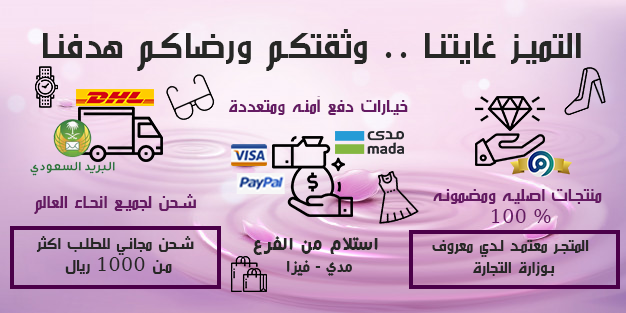 التميز غايتنا .. وثقتكم ورضاكم هدفنا
خيارات دفع أمنه ومتعددة
DHL
مدى
mada
VISA
PayPal
$
البريد السعودي
منتجات اصليه ومضمونه
100 %
شحن لجميع انحاء العالم
المتجر معتمد لدي معروف
بوزارة التجارة
استلام من الفرع
مدي - فيزا
شحن مجاني للطلب اكثر
من 1000 ريال